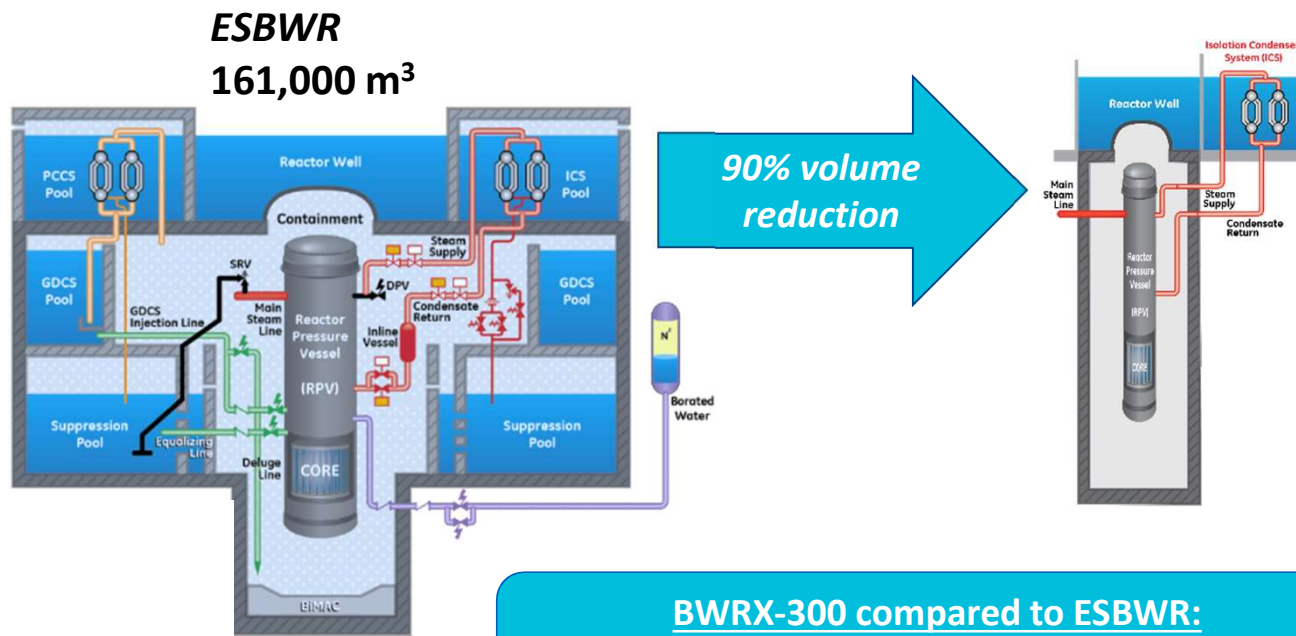 ESBWR
161,000 m³
PCCS
Pool
Reactor Well
ICS
Pool
Containment
Steam
Supply
SRV
DPV
GDCS
Pool
GDCS
Injection Line
Main
Steam
Line
Reactor
Pressure
Vessel
(RPV)
Condensate
Return
Inline
Vessel
GDCS
Pool
N²
Borated
Water
Suppression
Pool
Equalizing
Line
Deluge
Line
CORE
Suppression
Pool
BIMAC
90% volume
reduction
Isolation Condenser
System (ICS)
Reactor Well
Main
Steam
Line
Steam
Supply
Condensate
Return
Reactor
Pressure
Vessel
(RPV)
CORE
BWRX-300 compared to ESBWR: